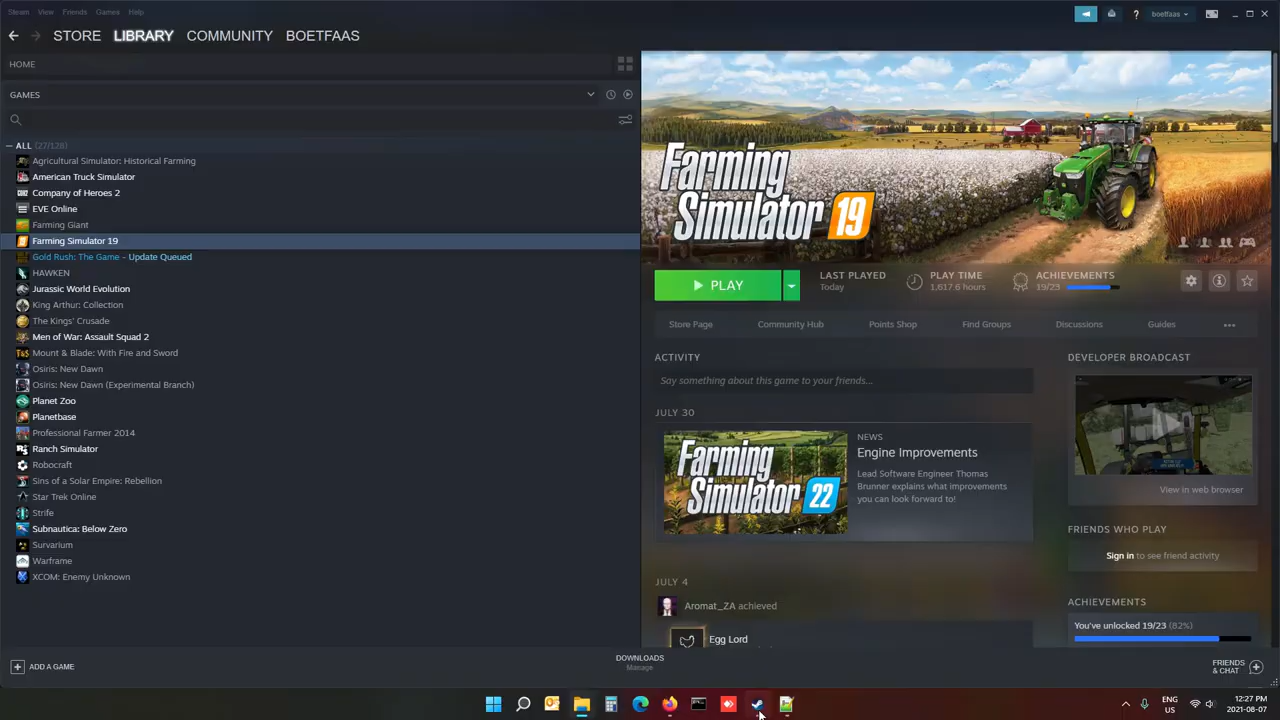 Steam View Friends Games Help
boetfaas
STORE LIBRARY COMMUNITY BOETFAAS
HOME
GAMES
ALL (27/128)
Agricultural Simulator: Historical Farming
American Truck Simulator
Company of Heroes 2
EVE Online
Farming Giant
Farming Simulator 19
Gold Rush: The Game - Update Queued
HAWKEN
Jurassic World Evolution
King Arthur: Collection
The Kings' Crusade
Men of War: Assault Squad 2
Mount & Blade: With Fire and Sword
Osiris: New Dawn
Osiris: New Dawn (Experimental Branch)
Planet Zoo
Planetbase
Professional Farmer 2014
Ranch Simulator
Robocraft
Sins of a Solar Empire: Rebellion
Star Trek Online
Strife
Subnautica: Below Zero
Survarium
Warframe
XCOM: Enemy Unknown
Farming
Simulator 19
PLAY
LAST PLAYED
Today
PLAY TIME
1,617.6 hours
ACHIEVEMENTS
19/23
Store Page Community Hub Points Shop Find Groups Discussions Guides
ACTIVITY
Say something about this game to your friends...
JULY 30
Farming
Simulator 22
NEWS
Engine Improvements
Lead Software Engineer Thomas
Brunner explains what improvements
you can look forward to!
JULY 4
Aromat_ZA achieved
Egg Lord
DEVELOPER BROADCAST
View in web browser
FRIENDS WHO PLAY
Sign in to see friend activity
ACHIEVEMENTS
You've unlocked 19/23 (82%)
ADD A GAME
DOWNLOADS
Manage
FRIENDS
& CHAT
ENG
US
12:27 PM
2021-08-07